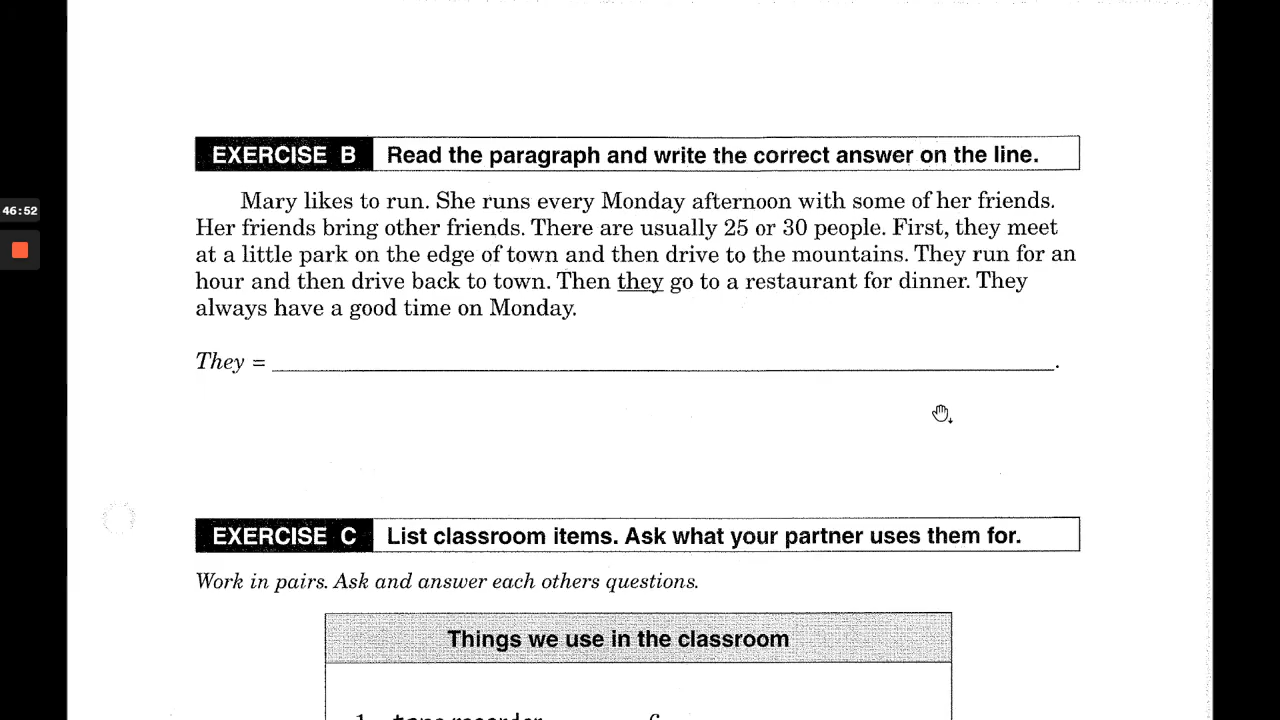 EXERCISE B Read the paragraph and write the correct answer on the line.
Mary likes to run. She runs every Monday afternoon with some of her friends.
Her friends bring other friends. There are usually 25 or 30 people. First, they meet
at a little park on the edge of town and then drive to the mountains. They run for an
hour and then drive back to town. Then they go to a restaurant for dinner. They
always have a good time on Monday.
46:52
They = ______________________________.
EXERCISE C List classroom items. Ask what your partner uses them for.
Work in pairs. Ask and answer each others questions.
Things we use in the classroom
1. tape recorder 6.